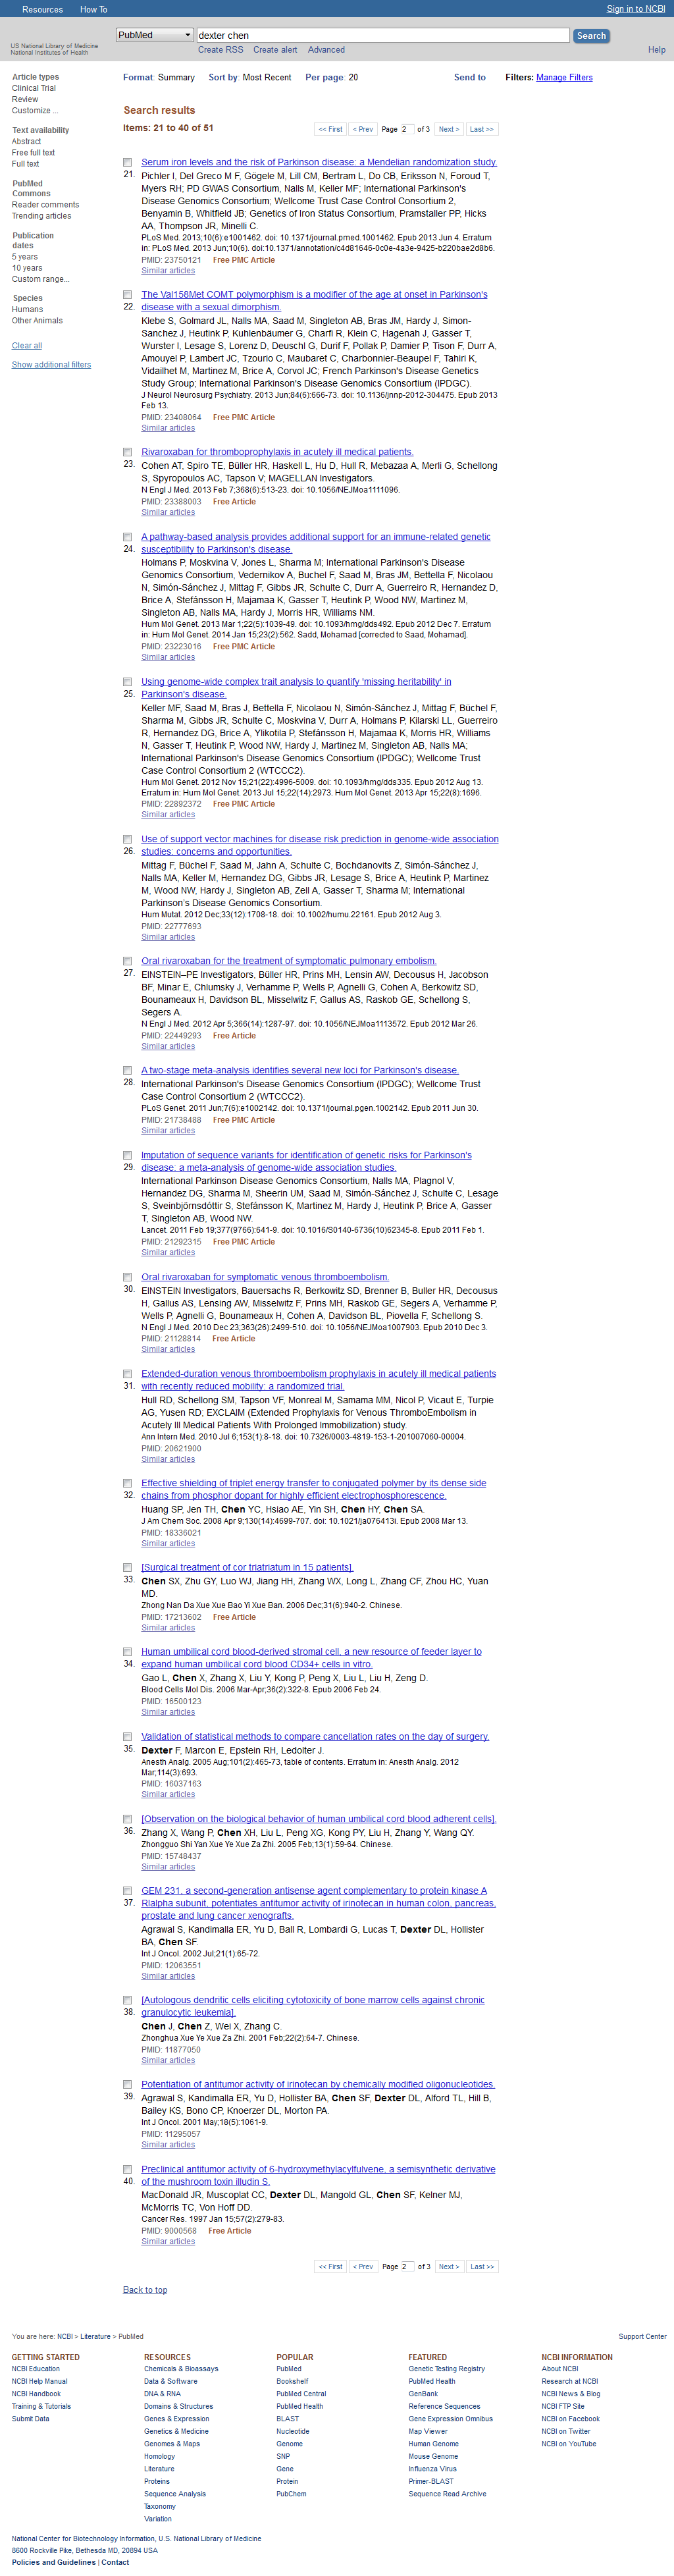 Resources How To Sign in to NCBI
US National Library of Medicine
National Institutes of Health
PubMed dexter chen Search
Create RSS Create alert Advanced Help
Article types
Clinical Trial
Review
Customize ...
Text availability
Abstract
Free full text
Full text
PubMed
Commons
Reader comments
Trending articles
Publication
dates
5 years
10 years
Custom range...
Species
Humans
Other Animals
Clear all
Show additional filters
Format: Summary Sort by: Most Recent Per page: 20 Send to Filters: Manage Filters
Search results
Items: 21 to 40 of 51
<< First < Prev Page 2 of 3 Next > Last >>
Serum iron levels and the risk of Parkinson disease: a Mendelian randomization study.
21. Pichler I, Del Greco M F, Gögele M, Lill CM, Bertram L, Do CB, Eriksson N, Foroud T,
Myers RH; PD GWAS Consortium, Nalls M, Keller MF; International Parkinson's
Disease Genomics Consortium; Wellcome Trust Case Control Consortium 2,
Benyamin B, Whitfield JB; Genetics of Iron Status Consortium, Pramstaller PP, Hicks
AA, Thompson JR, Minelli C.
PLoS Med. 2013;10(6):e1001462. doi: 10.1371/journal.pmed.1001462. Epub 2013 Jun 4. Erratum
in: PLoS Med. 2013 Jun;10(6). doi:10.1371/annotation/c4d81646-0c0e-4a3e-9425-b220bae2d8b6.
PMID: 23750121 Free PMC Article
Similar articles
The Val158Met COMT polymorphism is a modifier of the age at onset in Parkinson's
22. disease with a sexual dimorphism.
Klebe S, Golmard JL, Nalls MA, Saad M, Singleton AB, Bras JM, Hardy J, Simon-
Sanchez J, Heutink P, Kuhlenbäumer G, Charfi R, Klein C, Hagenah J, Gasser T,
Wurster I, Lesage S, Lorenz D, Deuschl G, Durif F, Pollak P, Damier P, Tison F, Durr A,
Amouyel P, Lambert JC, Tzourio C, Maubaret C, Charbonnier-Beaupel F, Tahiri K,
Vidailhet M, Martinez M, Brice A, Corvol JC; French Parkinson's Disease Genetics
Study Group; International Parkinson's Disease Genomics Consortium (IPDGC).
J Neurol Neurosurg Psychiatry. 2013 Jun;84(6):666-73. doi: 10.1136/jnnp-2012-304475. Epub 2013
Feb 13.
PMID: 23408064 Free PMC Article
Similar articles
Rivaroxaban for thromboprophylaxis in acutely ill medical patients.
23. Cohen AT, Spiro TE, Büller HR, Haskell L, Hu D, Hull R, Mebazaa A, Merli G, Schellong
S, Spyropoulos AC, Tapson V; MAGELLAN Investigators.
N Engl J Med. 2013 Feb 7;368(6):513-23. doi: 10.1056/NEJMoa1111096.
PMID: 23388003 Free Article
Similar articles
A pathway-based analysis provides additional support for an immune-related genetic
24. susceptibility to Parkinson's disease.
Holmans P, Moskvina V, Jones L, Sharma M; International Parkinson's Disease
Genomics Consortium, Vedernikov A, Buchel F, Saad M, Bras JM, Bettella F, Nicolaou
N, Simón-Sánchez J, Mittag F, Gibbs JR, Schulte C, Durr A, Guerreiro R, Hernandez D,
Brice A, Stefánsson H, Majamaa K, Gasser T, Heutink P, Wood NW, Martinez M,
Singleton AB, Nalls MA, Hardy J, Morris HR, Williams NM.
Hum Mol Genet. 2013 Mar 1;22(5):1039-49. doi: 10.1093/hmg/dds492. Epub 2012 Dec 7. Erratum
in: Hum Mol Genet. 2014 Jan 15;23(2):562. Sadd, Mohamad [corrected to Saad, Mohamad].
PMID: 23223016 Free PMC Article
Similar articles
Using genome-wide complex trait analysis to quantify 'missing heritability' in
25. Parkinson's disease.
Keller MF, Saad M, Bras J, Bettella F, Nicolaou N, Simón-Sánchez J, Mittag F, Büchel F,
Sharma M, Gibbs JR, Schulte C, Moskvina V, Durr A, Holmans P, Kilarski LL, Guerreiro
R, Hernandez DG, Brice A, Ylikotila P, Stefánsson H, Majamaa K, Morris HR, Williams
N, Gasser T, Heutink P, Wood NW, Hardy J, Martinez M, Singleton AB, Nalls MA;
International Parkinson's Disease Genomics Consortium (IPDGC); Wellcome Trust
Case Control Consortium 2 (WTCCC2).
Hum Mol Genet. 2012 Nov 15;21(22):4996-5009. doi: 10.1093/hmg/dds335. Epub 2012 Aug 13.
Erratum in: Hum Mol Genet. 2013 Jul 15;22(14):2973. Hum Mol Genet. 2013 Apr 15;22(8):1696.
PMID: 22892372 Free PMC Article
Similar articles
Use of support vector machines for disease risk prediction in genome-wide association
26. studies: concerns and opportunities.
Mittag F, Büchel F, Saad M, Jahn A, Schulte C, Bochdanovits Z, Simón-Sánchez J,
Nalls MA, Keller M, Hernandez DG, Gibbs JR, Lesage S, Brice A, Heutink P, Martinez
M, Wood NW, Hardy J, Singleton AB, Zell A, Gasser T, Sharma M; International
Parkinson's Disease Genomics Consortium.
Hum Mutat. 2012 Dec;33(12):1708-18. doi: 10.1002/humu.22161. Epub 2012 Aug 3.
PMID: 22777693
Similar articles
Oral rivaroxaban for the treatment of symptomatic pulmonary embolism.
27. EINSTEIN–PE Investigators, Büller HR, Prins MH, Lensin AW, Decousus H, Jacobson
BF, Minar E, Chlumsky J, Verhamme P, Wells P, Agnelli G, Cohen A, Berkowitz SD,
Bounameaux H, Davidson BL, Misselwitz F, Gallus AS, Raskob GE, Schellong S,
Segers A.
N Engl J Med. 2012 Apr 5;366(14):1287-97. doi: 10.1056/NEJMoa1113572. Epub 2012 Mar 26.
PMID: 22449293 Free Article
Similar articles
A two-stage meta-analysis identifies several new loci for Parkinson's disease.
28. International Parkinson's Disease Genomics Consortium (IPDGC); Wellcome Trust
Case Control Consortium 2 (WTCCC2).
PLoS Genet. 2011 Jun;7(6):e1002142. doi: 10.1371/journal.pgen.1002142. Epub 2011 Jun 30.
PMID: 21738488 Free PMC Article
Similar articles
Imputation of sequence variants for identification of genetic risks for Parkinson's
29. disease: a meta-analysis of genome-wide association studies.
International Parkinson Disease Genomics Consortium, Nalls MA, Plagnol V,
Hernandez DG, Sharma M, Sheerin UM, Saad M, Simón-Sánchez J, Schulte C, Lesage
S, Sveinbjörnsdóttir S, Stefánsson K, Martinez M, Hardy J, Heutink P, Brice A, Gasser
T, Singleton AB, Wood NW.
Lancet. 2011 Feb 19;377(9766):641-9. doi: 10.1016/S0140-6736(10)62345-8. Epub 2011 Feb 1.
PMID: 21292315 Free PMC Article
Similar articles
Oral rivaroxaban for symptomatic venous thromboembolism.
30. EINSTEIN Investigators, Bauersachs R, Berkowitz SD, Brenner B, Buller HR, Decousus
H, Gallus AS, Lensing AW, Misselwitz F, Prins MH, Raskob GE, Segers A, Verhamme P,
Wells P, Agnelli G, Bounameaux H, Cohen A, Davidson BL, Piovella F, Schellong S.
N Engl J Med. 2010 Dec 23;363(26):2499-510. doi: 10.1056/NEJMoa1007903. Epub 2010 Dec 3.
PMID: 21128814 Free Article
Similar articles
Extended-duration venous thromboembolism prophylaxis in acutely ill medical patients
31. with recently reduced mobility: a randomized trial.
Hull RD, Schellong SM, Tapson VF, Monreal M, Samama MM, Nicol P, Vicaut E, Turpie
AG, Yusen RD; EXCLAIM (Extended Prophylaxis for Venous ThromboEmbolism in
Acutely Ill Medical Patients With Prolonged Immobilization) study.
Ann Intern Med. 2010 Jul 6;153(1):8-18. doi: 10.7326/0003-4819-153-1-201007060-00004.
PMID: 20621900
Similar articles
Effective shielding of triplet energy transfer to conjugated polymer by its dense side
32. chains from phosphor dopant for highly efficient electrophosphorescence.
Huang SP, Jen TH, Chen YC, Hsiao AE, Yin SH, Chen HY, Chen SA.
J Am Chem Soc. 2008 Apr 9;130(14):4699-707. doi: 10.1021/ja076413i. Epub 2008 Mar 13.
PMID: 18336021
Similar articles
[Surgical treatment of cor triatriatum in 15 patients].
33. Chen SX, Zhu GY, Luo WJ, Jiang HH, Zhang WX, Long L, Zhang CF, Zhou HC, Yuan
MD.
Zhong Nan Da Xue Xue Bao Yi Xue Ban. 2006 Dec;31(6):940-2. Chinese.
PMID: 17213602 Free Article
Similar articles
Human umbilical cord blood-derived stromal cell, a new resource of feeder layer to
34. expand human umbilical cord blood CD34+ cells in vitro.
Gao L, Chen X, Zhang X, Liu Y, Kong P, Peng X, Liu L, Liu H, Zeng D.
Blood Cells Mol Dis. 2006 Mar-Apr;36(2):322-8. Epub 2006 Feb 24.
PMID: 16500123
Similar articles
Validation of statistical methods to compare cancellation rates on the day of surgery.
35. Dexter F, Marcon E, Epstein RH, Ledolter J.
Anesth Analg. 2005 Aug;101(2):465-73, table of contents. Erratum in: Anesth Analg. 2012
Mar;114(3):693.
PMID: 16037163
Similar articles
[Observation on the biological behavior of human umbilical cord blood adherent cells].
36. Zhang X, Wang P, Chen XH, Liu L, Peng XG, Kong PY, Liu H, Zhang Y, Wang QY.
Zhongguo Shi Yan Xue Ye Xue Za Zhi. 2005 Feb;13(1):59-64. Chinese.
PMID: 15748437
Similar articles
GEM 231, a second-generation antisense agent complementary to protein kinase A
37. RIalpha subunit, potentiates antitumor activity of irinotecan in human colon, pancreas,
prostate and lung cancer xenografts.
Agrawal S, Kandimalla ER, Yu D, Ball R, Lombardi G, Lucas T, Dexter DL, Hollister
BA, Chen SF.
Int J Oncol. 2002 Jul;21(1):65-72.
PMID: 12063551
Similar articles
[Autologous dendritic cells eliciting cytotoxicity of bone marrow cells against chronic
38. granulocytic leukemia].
Chen J, Chen Z, Wei X, Zhang C.
Zhonghua Xue Ye Xue Za Zhi. 2001 Feb;22(2):64-7. Chinese.
PMID: 11877050
Similar articles
Potentiation of antitumor activity of irinotecan by chemically modified oligonucleotides.
39. Agrawal S, Kandimalla ER, Yu D, Hollister BA, Chen SF, Dexter DL, Alford TL, Hill B,
Bailey KS, Bono CP, Knoerzer DL, Morton PA.
Int J Oncol. 2001 May;18(5):1061-9.
PMID: 11295057
Similar articles
Preclinical antitumor activity of 6-hydroxymethylacylfulvene, a semisynthetic derivative
40. of the mushroom toxin illudin S.
MacDonald JR, Muscoplat CC, Dexter DL, Mangold GL, Chen SF, Kelner MJ,
McMorris TC, Von Hoff DD.
Cancer Res. 1997 Jan 15;57(2):279-83.
PMID: 9000568 Free Article
Similar articles
<< First < Prev Page 2 of 3 Next > Last >>
Back to top
You are here: NCBI > Literature > PubMed Support Center
GETTING STARTED
NCBI Education
NCBI Help Manual
NCBI Handbook
Training & Tutorials
Submit Data
RESOURCES
Chemicals & Bioassays
Data & Software
DNA & RNA
Domains & Structures
Genes & Expression
Genetics & Medicine
Genomes & Maps
Homology
Literature
Proteins
Sequence Analysis
Taxonomy
Variation
POPULAR
PubMed
Bookshelf
PubMed Central
PubMed Health
BLAST
Nucleotide
Genome
SNP
Gene
Protein
PubChem
FEATURED
Genetic Testing Registry
PubMed Health
GenBank
Reference Sequences
Gene Expression Omnibus
Map Viewer
Human Genome
Mouse Genome
Influenza Virus
Primer-BLAST
Sequence Read Archive
NCBI INFORMATION
About NCBI
Research at NCBI
NCBI News & Blog
NCBI FTP Site
NCBI on Facebook
NCBI on Twitter
NCBI on YouTube
National Center for Biotechnology Information, U.S. National Library of Medicine
8600 Rockville Pike, Bethesda MD, 20894 USA
Policies and Guidelines | Contact